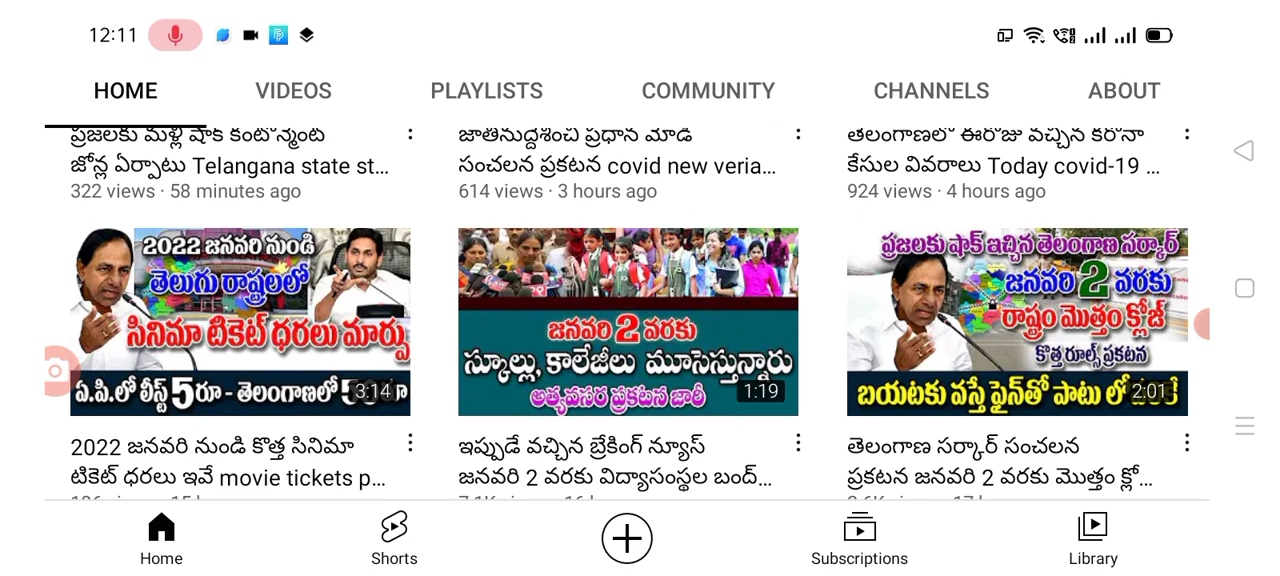 12:11
HOME VIDEOS PLAYLISTS COMMUNITY CHANNELS ABOUT
ప్రజలకు మళ్లీ షాక్ కంటోన్మెంట్
జోన్ల ఏర్పాటు Telangana state st...
322 views · 58 minutes ago
జాతినుద్దేశించి ప్రధాని మోడీ
సంచలన ప్రకటన covid new veria...
614 views · 3 hours ago
తెలంగాణలో ఈరోజు వచ్చిన కరోనా
కేసుల వివరాలు Today covid-19 ...
924 views · 4 hours ago
2022 జనవరి నుండి
తెలుగు రాష్ట్రాలలో
సినిమా టికెట్ ధరలు మార్పు
ఏ.పి.లో లీస్ట్ 5రూ - తెలంగాణలో
3:14
2022 జనవరి నుండి కొత్త సినిమా
టికెట్ ధరలు ఇవే movie tickets p...
జనవరి 2 వరకు
స్కూల్లు, కాలేజీలు మూసెస్తున్నారు
అత్యవసర ప్రకటన జారీ
1:19
ఇప్పుడే వచ్చిన బ్రేకింగ్ న్యూస్
జనవరి 2 వరకు విద్యాసంస్థల బంద్...
ప్రజలకు షాక్ ఇచ్చిన తెలంగాణ సర్కార్
జనవరి 2 వరకు
రాష్ట్రం మొత్తం క్లోజ్
కొత్త రూల్స్ ప్రకటన
బయటకు వస్తే ఫైన్‌తో పాటు
2:01
తెలంగాణ సర్కార్ సంచలన
ప్రకటన జనవరి 2 వరకు మొత్తం క్లో...
Home Shorts Subscriptions Library